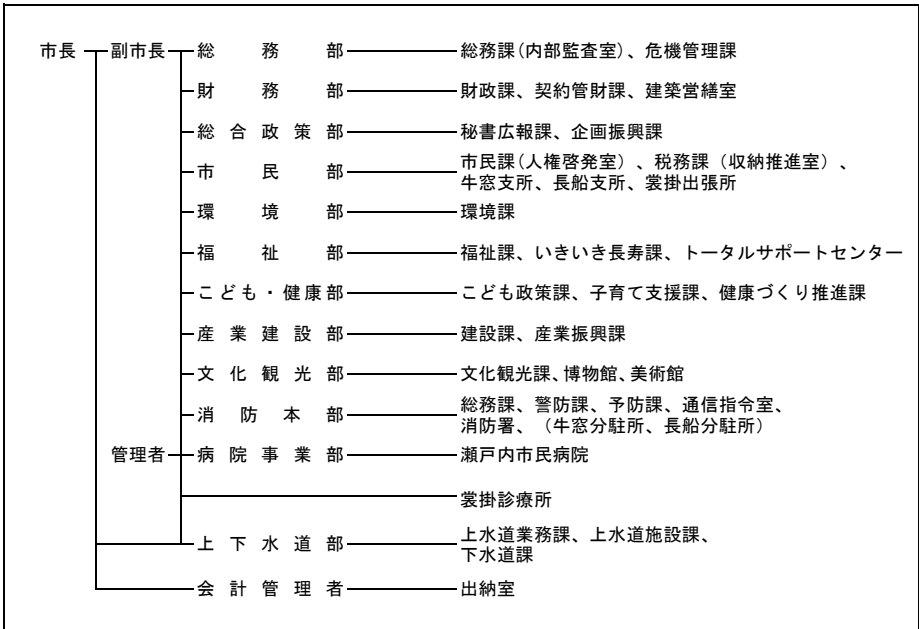 市長 副市長 総務部 総務課(内部監査室)、危機管理課
財務部 財政課、契約管財課、建築営繕室
総合政策部 秘書広報課、企画振興課
市民部 市民課(人権啓発室)、税務課(収納推進室)、
牛窓支所、長船支所、裳掛出張所
環境部 環境課
福祉部 福祉課、いきいき長寿課、トータルサポートセンター
こども・健康部 こども政策課、子育て支援課、健康づくり推進課
産業建設部 建設課、産業振興課
文化観光部 文化観光課、博物館、美術館
消防本部 総務課、警防課、予防課、通信指令室、
消防署、(牛窓分駐所、長船分駐所)
管理者 病院事業部 瀬戸内市民病院
裳掛診療所
上下水道部 上水道業務課、上水道施設課、
下水道課
会計管理者 出納室